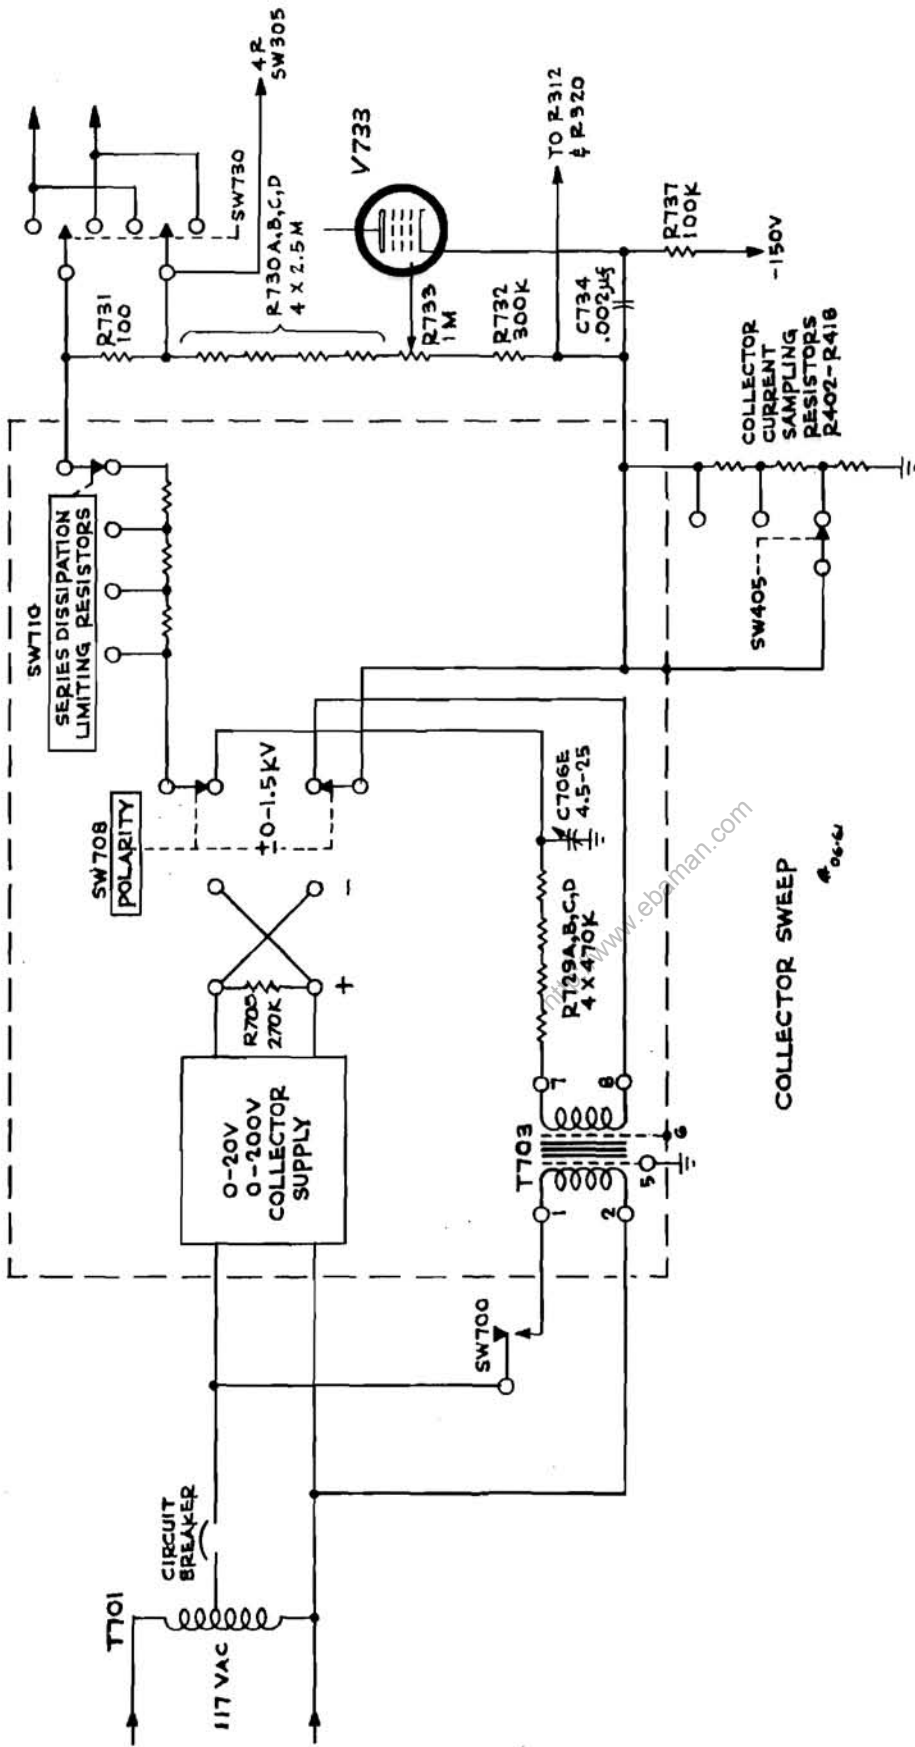 T701
117 VAC
CIRCUIT
BREAKER
SW700
0-20V
0-200V
COLLECTOR
SUPPLY
T703
1
2
5
6
7
8
270K
+
-
SW708
POLARITY
±0-1.5KV
R729A,B,C,D
4 X 470K
C706E
4.5-25
SW710
SERIES DISSIPATION
LIMITING RESISTORS
R731
100
R730A,B,C,D
4 X 2.5M
SW730
4R
SW305
V733
R733
1M
R732
300K
TO R312
& R320
C734
.002μf
R737
100K
-150V
SW405
COLLECTOR
CURRENT
SAMPLING
RESISTORS
R402-R418
COLLECTOR SWEEP
http://www.ebaman.com